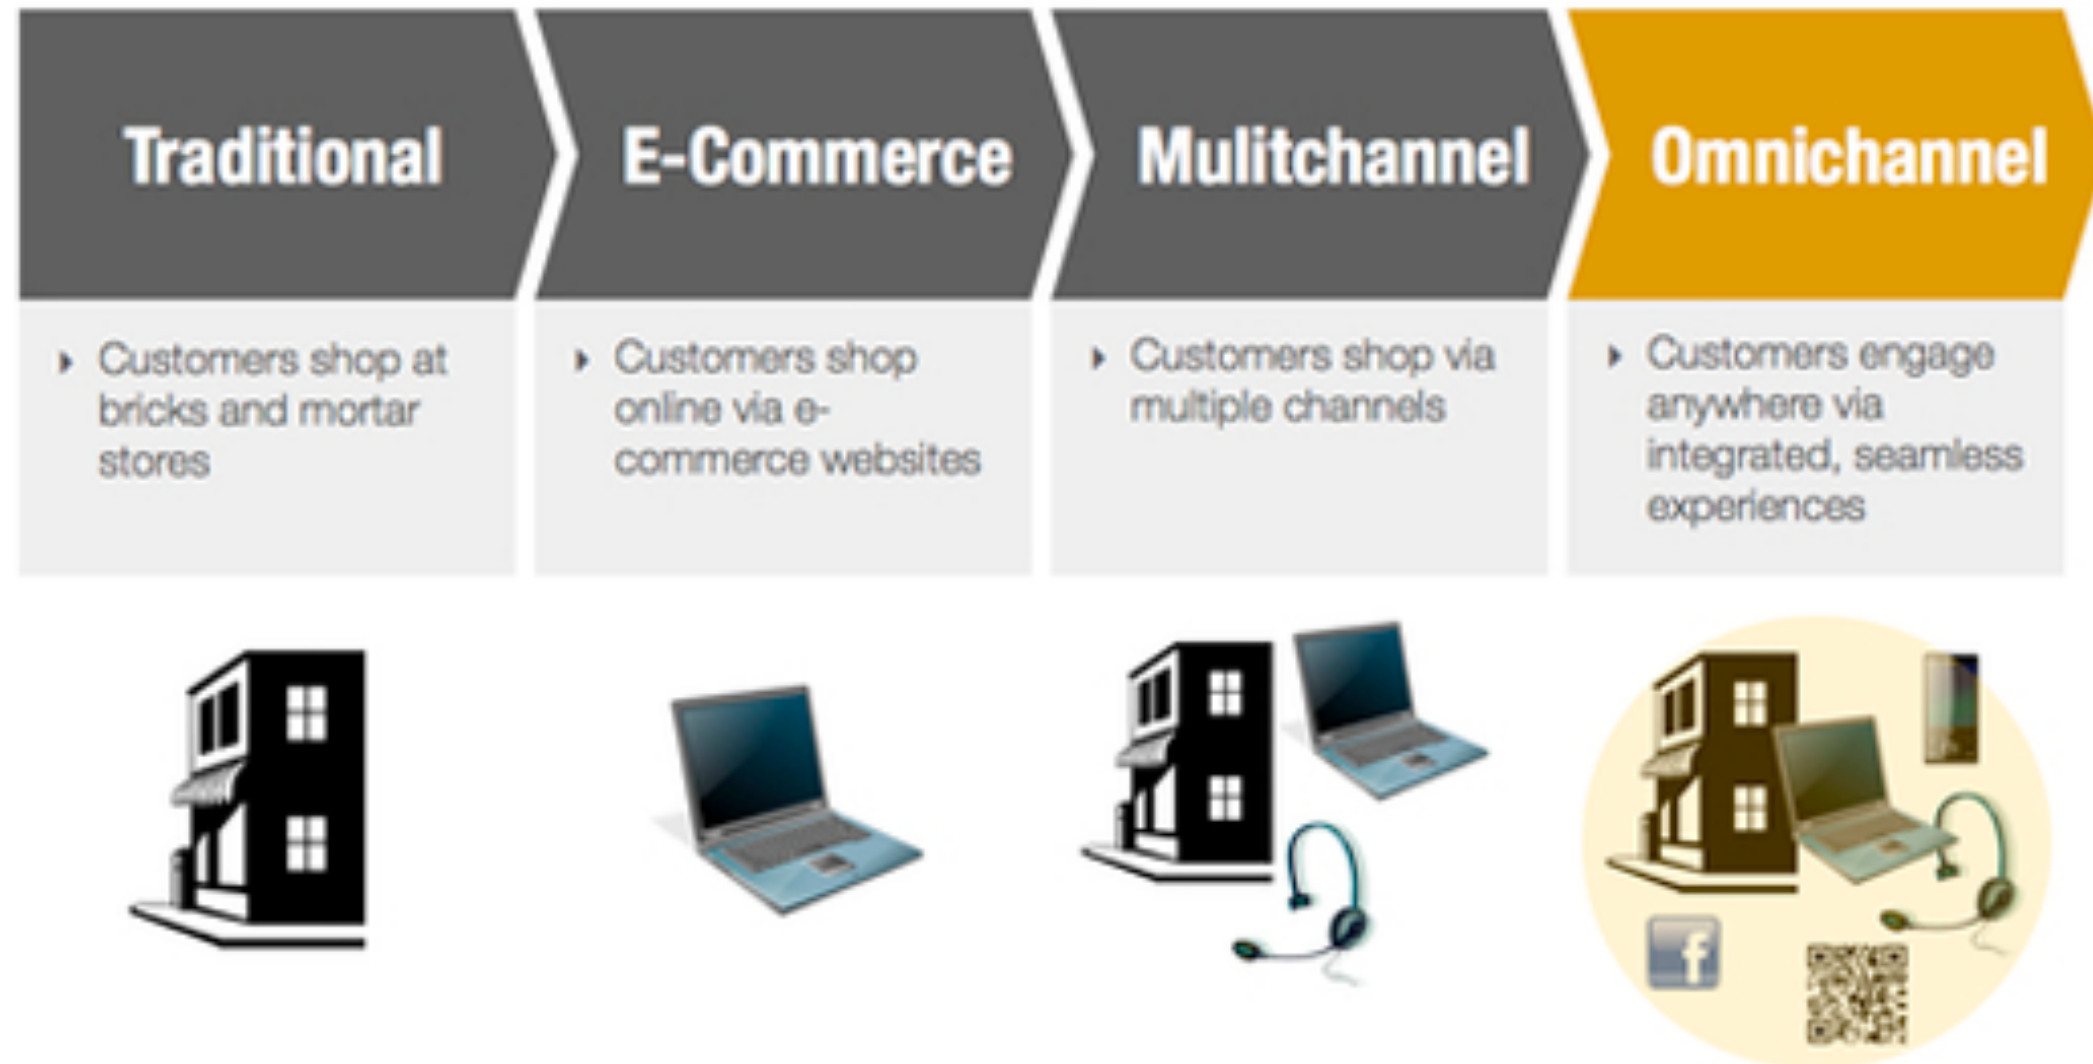 Traditional
E-Commerce
Mulitchannel
Omnichannel
Customers shop at
bricks and mortar
stores
Customers shop
online via e-
commerce websites
Customers shop via
multiple channels
Customers engage
anywhere via
integrated, seamless
experiences
f